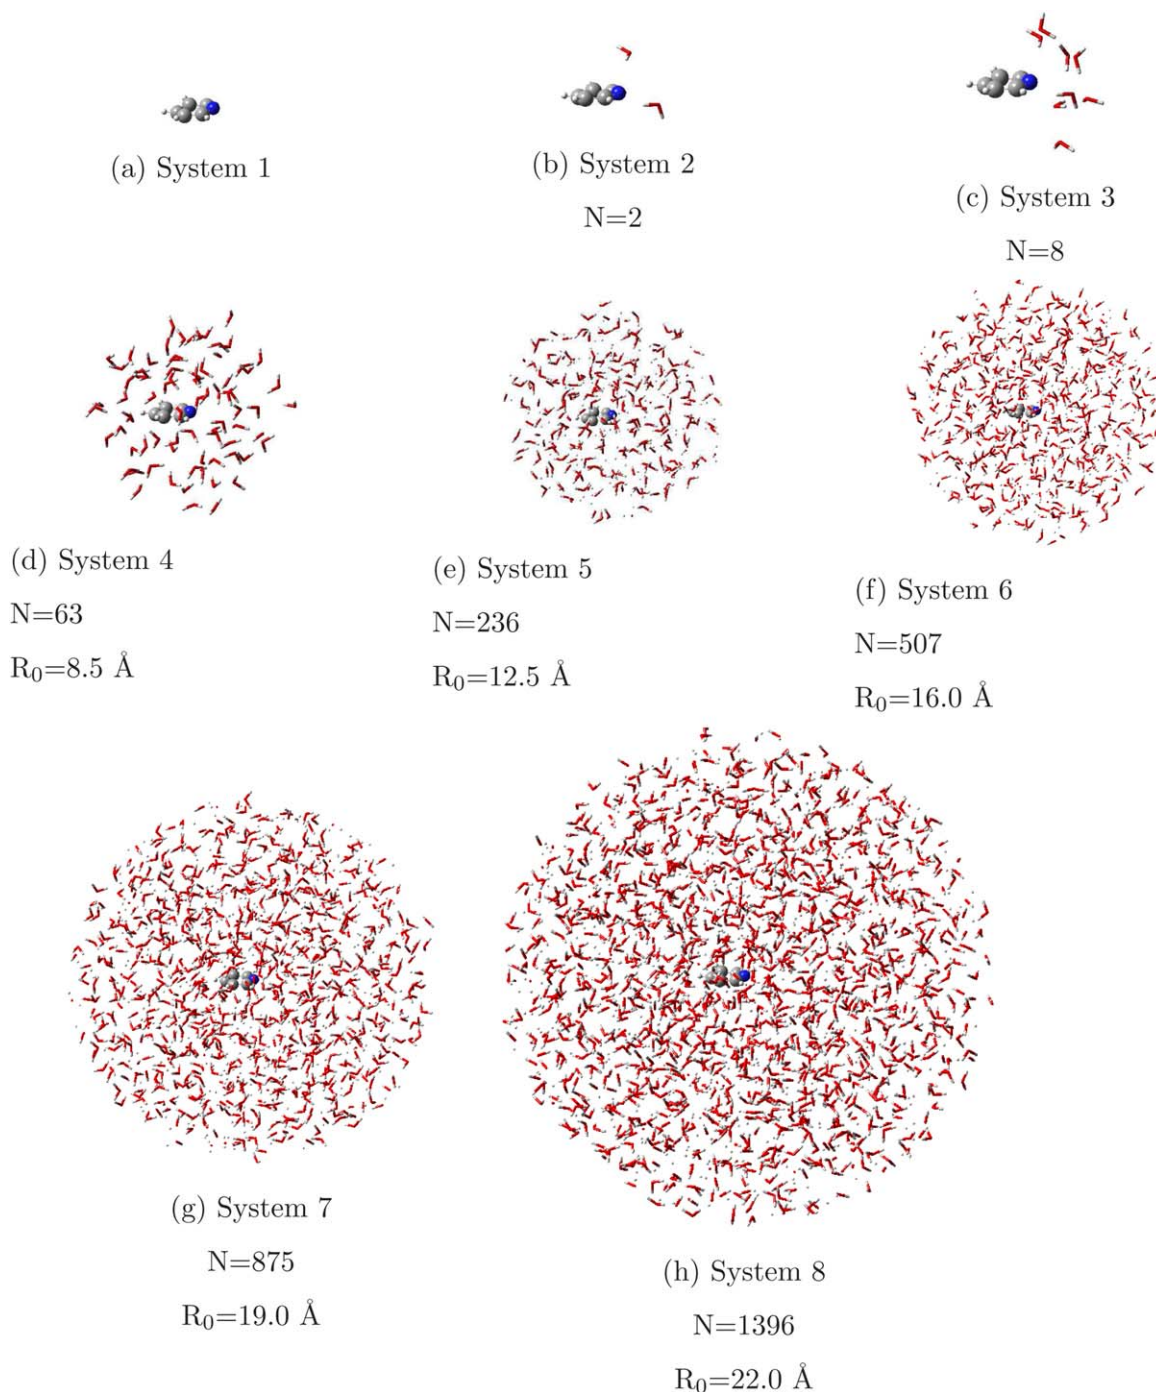 (a) System 1
(b) System 2
N=2
(c) System 3
N=8
(d) System 4
N=63
R₀=8.5 Å
(e) System 5
N=236
R₀=12.5 Å
(f) System 6
N=507
R₀=16.0 Å
(g) System 7
N=875
R₀=19.0 Å
(h) System 8
N=1396
R₀=22.0 Å